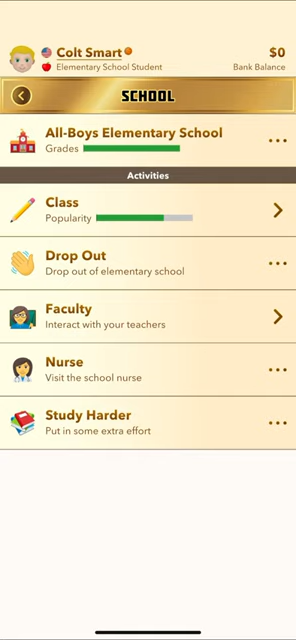 Colt Smart
$0
Elementary School Student
Bank Balance
SCHOOL
All-Boys Elementary School
Grades
Activities
Class
Popularity
Drop Out
Drop out of elementary school
Faculty
Interact with your teachers
Nurse
Visit the school nurse
Study Harder
Put in some extra effort